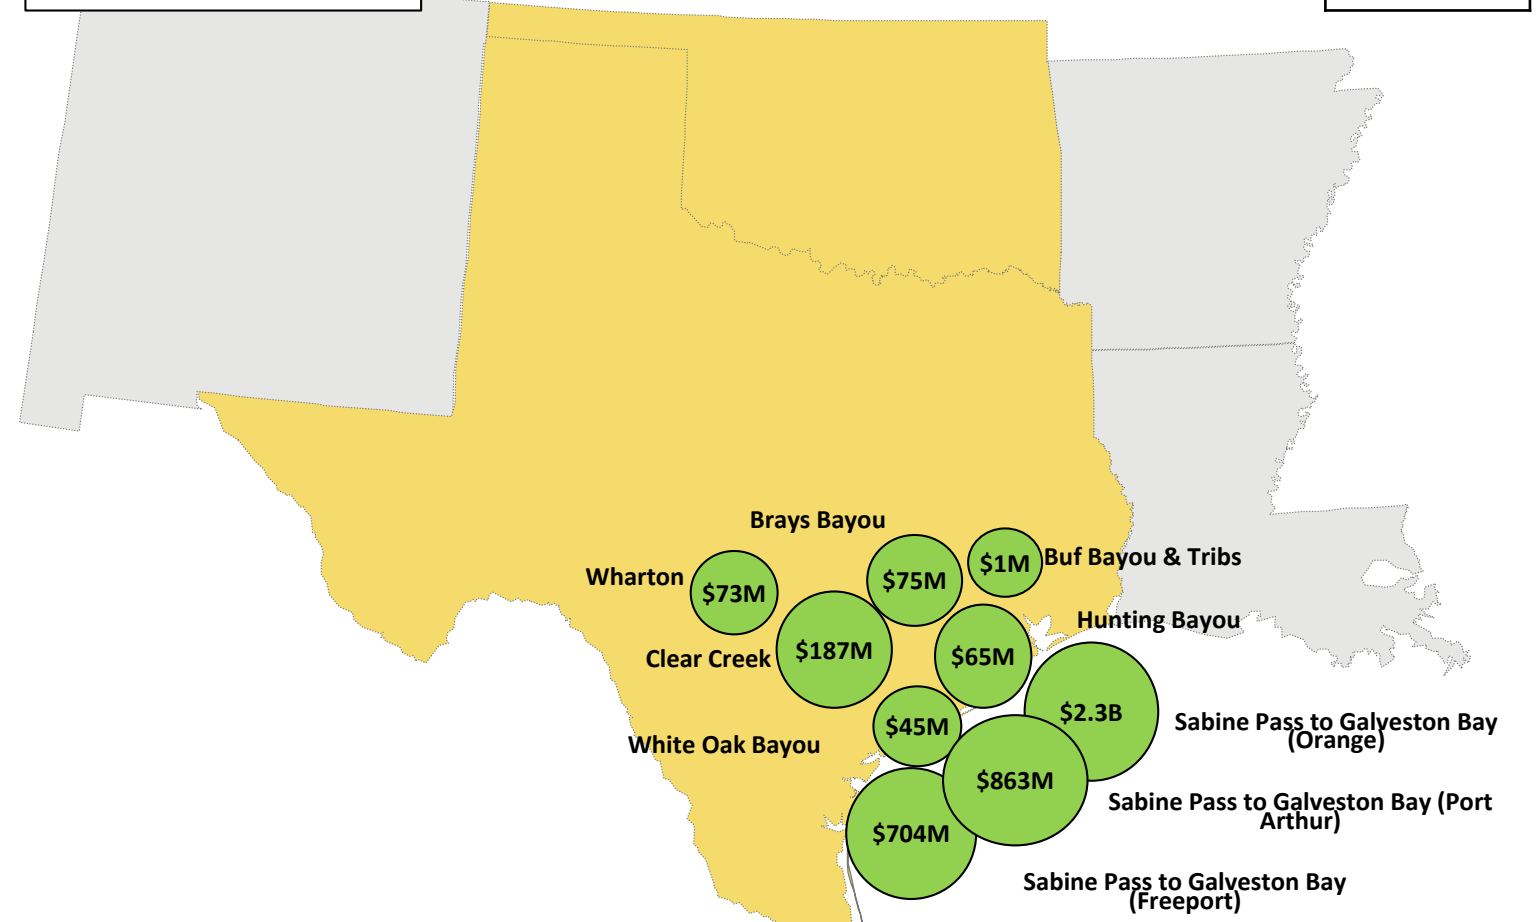 Brays Bayou
$1M
Buf Bayou & Tribs
Wharton
$73M
$75M
Hunting Bayou
Clear Creek
$187M
$65M
$2.3B
Sabine Pass to Galveston Bay
(Orange)
$45M
White Oak Bayou
$863M
Sabine Pass to Galveston Bay (Port
Arthur)
$704M
Sabine Pass to Galveston Bay
(Freeport)